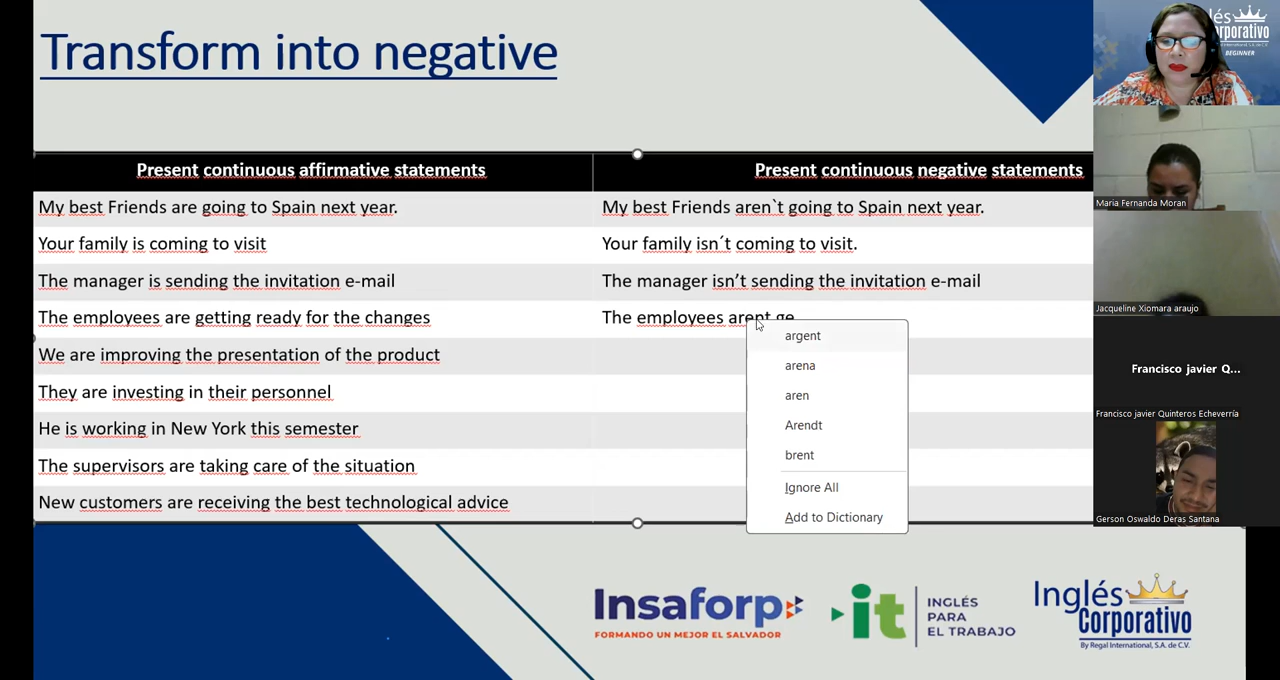 Transform into negative
Present continuous affirmative statements
Present continuous negative statements
My best Friends are going to Spain next year.
My best Friends aren`t going to Spain next year.
Your family is coming to visit
Your family isn´t coming to visit.
The manager is sending the invitation e-mail
The manager isn’t sending the invitation e-mail
The employees are getting ready for the change
The employees arent ge
We are improving the presentation of the product
They are investing in their personnel
He is working in New York this semester
The supervisors are taking care of the situation
New customers are receiving the best technological advice
argent
arena
aren
Arendt
brent
Ignore All
Add to Dictionary
lés
orporativo
BEGINNER
Maria Fernanda Moran
Jacqueline Xiomara araujo
Francisco javier Q...
Francisco javier Quinteros Echeverría
Gerson Oswaldo Deras Santana
Insaforp
FORMANDO UN MEJOR EL SALVADOR
it
INGLÉS
PARA
EL TRABAJO
Inglés
Corporativo
By Regal International, S.A. de C.V.